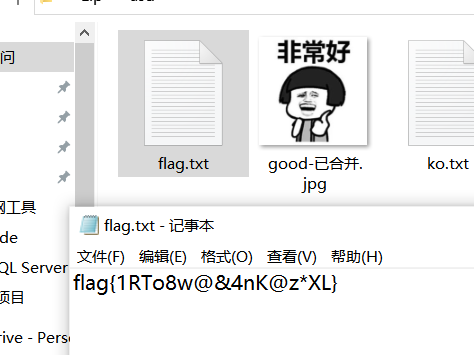 问
非常好
flag.txt
good-已合并.
jpg
ko.txt
工具
de
QL Server
项目
rive - Perso
flag.txt - 记事本
文件(F) 编辑(E) 格式(O) 查看(V) 帮助(H)
flag{1RTo8w@&4nK@z*XL}